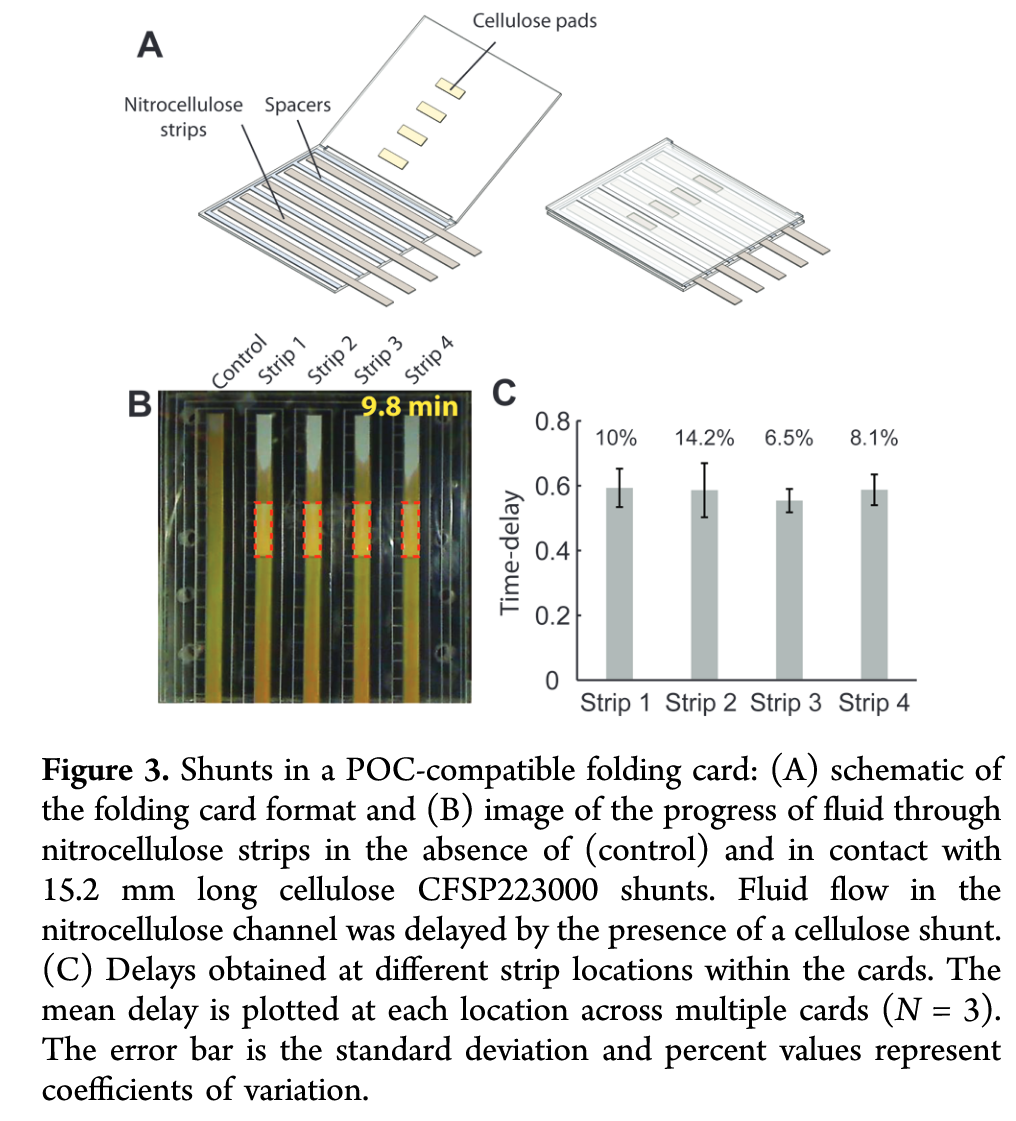 A
Cellulose pads
Nitrocellulose
strips
Spacers
B
Control
Strip 1
Strip 2
Strip 3
Strip 4
9.8 min
C
Time-delay
0.8
0.6
0.4
0.2
0
10%
14.2%
6.5%
8.1%
Strip 1
Strip 2
Strip 3
Strip 4
Figure 3. Shunts in a POC-compatible folding card: (A) schematic of
the folding card format and (B) image of the progress of fluid through
nitrocellulose strips in the absence of (control) and in contact with
15.2 mm long cellulose CFSP223000 shunts. Fluid flow in the
nitrocellulose channel was delayed by the presence of a cellulose shunt.
(C) Delays obtained at different strip locations within the cards. The
mean delay is plotted at each location across multiple cards (N = 3).
The error bar is the standard deviation and percent values represent
coefficients of variation.